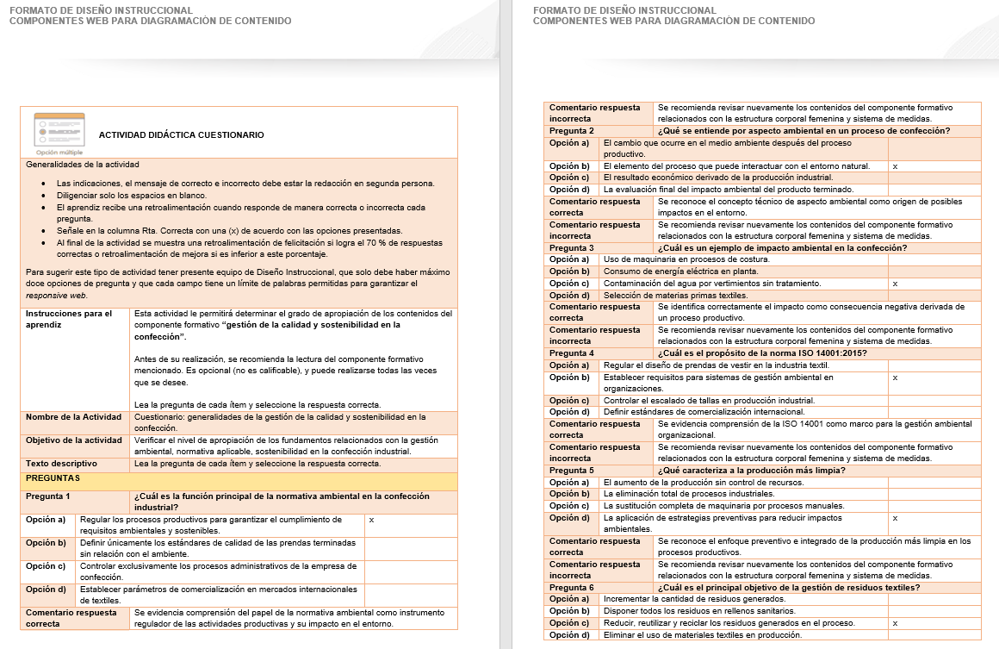 FORMATO DE DISEÑO INSTRUCCIONAL
COMPONENTES WEB PARA DIAGRAMACIÓN DE CONTENIDO
Opción múltiple
ACTIVIDAD DIDÁCTICA CUESTIONARIO
Generalidades de la actividad
• Las indicaciones, el mensaje de correcto e incorrecto debe estar la redacción en segunda persona.
• Diligenciar solo los espacios en blanco.
• El aprendiz recibe una retroalimentación cuando responde de manera correcta o incorrecta cada
pregunta.
• Señale en la columna Rta. Correcta con una (x) de acuerdo con las opciones presentadas.
• Al final de la actividad se muestra una retroalimentación de felicitación si logra el 70 % de respuestas
correctas o retroalimentación de mejora si es inferior a este porcentaje.
Para sugerir este tipo de actividad tener presente equipo de Diseño Instruccional, que solo debe haber máximo
doce opciones de pregunta y que cada campo tiene un límite de palabras permitidas para garantizar el
responsive web.
Instrucciones para el
aprendiz
Esta actividad le permitirá determinar el grado de apropiación de los contenidos del
componente formativo “gestión de la calidad y sostenibilidad en la
confección”.
Antes de su realización, se recomienda la lectura del componente formativo
mencionado. Es opcional (no es calificable), y puede realizarse todas las veces
que se desee.
Lea la pregunta de cada ítem y seleccione la respuesta correcta.
Nombre de la Actividad
Cuestionario: generalidades de la gestión de la calidad y sostenibilidad en la
confección.
Objetivo de la actividad
Verificar el nivel de apropiación de los fundamentos relacionados con la gestión
ambiental, normativa aplicable, sostenibilidad en la confección industrial.
Texto descriptivo
Lea la pregunta de cada ítem y seleccione la respuesta correcta.
PREGUNTAS
Pregunta 1
¿Cuál es la función principal de la normativa ambiental en la confección
industrial?
Opción a)
Regular los procesos productivos para garantizar el cumplimiento de
requisitos ambientales y sostenibles.
x
Opción b)
Definir únicamente los estándares de calidad de las prendas terminadas
sin relación con el ambiente.
Opción c)
Controlar exclusivamente los procesos administrativos de la empresa de
confección.
Opción d)
Establecer parámetros de comercialización en mercados internacionales
de textiles.
Comentario respuesta
correcta
Se evidencia comprensión del papel de la normativa ambiental como instrumento
regulador de las actividades productivas y su impacto en el entorno.
FORMATO DE DISEÑO INSTRUCCIONAL
COMPONENTES WEB PARA DIAGRAMACIÓN DE CONTENIDO
Comentario respuesta
incorrecta
Se recomienda revisar nuevamente los contenidos del componente formativo
relacionados con la estructura corporal femenina y sistema de medidas.
Pregunta 2
¿Qué se entiende por aspecto ambiental en un proceso de confección?
Opción a)
El cambio que ocurre en el medio ambiente después del proceso
productivo.
Opción b)
El elemento del proceso que puede interactuar con el entorno natural.
x
Opción c)
El resultado económico derivado de la producción industrial.
Opción d)
La evaluación final del impacto ambiental del producto terminado.
Comentario respuesta
correcta
Se reconoce el concepto técnico de aspecto ambiental como origen de posibles
impactos en el entorno.
Comentario respuesta
incorrecta
Se recomienda revisar nuevamente los contenidos del componente formativo
relacionados con la estructura corporal femenina y sistema de medidas.
Pregunta 3
¿Cuál es un ejemplo de impacto ambiental en la confección?
Opción a)
Uso de maquinaria en procesos de costura.
Opción b)
Consumo de energía eléctrica en planta.
Opción c)
Contaminación del agua por vertimientos sin tratamiento.
x
Opción d)
Selección de materias primas textiles.
Comentario respuesta
correcta
Se identifica correctamente el impacto como consecuencia negativa derivada de
un proceso productivo.
Comentario respuesta
incorrecta
Se recomienda revisar nuevamente los contenidos del componente formativo
relacionados con la estructura corporal femenina y sistema de medidas.
Pregunta 4
¿Cuál es el propósito de la norma ISO 14001:2015?
Opción a)
Regular el diseño de prendas de vestir en la industria textil.
Opción b)
Establecer requisitos para sistemas de gestión ambiental en
organizaciones.
x
Opción c)
Controlar el escalado de tallas en producción industrial.
Opción d)
Definir estándares de comercialización internacional.
Comentario respuesta
correcta
Se evidencia comprensión de la ISO 14001 como marco para la gestión ambiental
organizacional.
Comentario respuesta
incorrecta
Se recomienda revisar nuevamente los contenidos del componente formativo
relacionados con la estructura corporal femenina y sistema de medidas.
Pregunta 5
¿Qué caracteriza a la producción más limpia?
Opción a)
El aumento de la producción sin control de recursos.
Opción b)
La eliminación total de procesos industriales.
Opción c)
La sustitución completa de maquinaria por procesos manuales.
Opción d)
La aplicación de estrategias preventivas para reducir impactos
ambientales.
x
Comentario respuesta
correcta
Se reconoce el enfoque preventivo e integrado de la producción más limpia en los
procesos productivos.
Comentario respuesta
incorrecta
Se recomienda revisar nuevamente los contenidos del componente formativo
relacionados con la estructura corporal femenina y sistema de medidas.
Pregunta 6
¿Cuál es el principal objetivo de la gestión de residuos textiles?
Opción a)
Incrementar la cantidad de residuos generados.
Opción b)
Disponer todos los residuos en rellenos sanitarios.
Opción c)
Reducir, reutilizar y reciclar los residuos generados en el proceso.
x
Opción d)
Eliminar el uso de materiales textiles en producción.